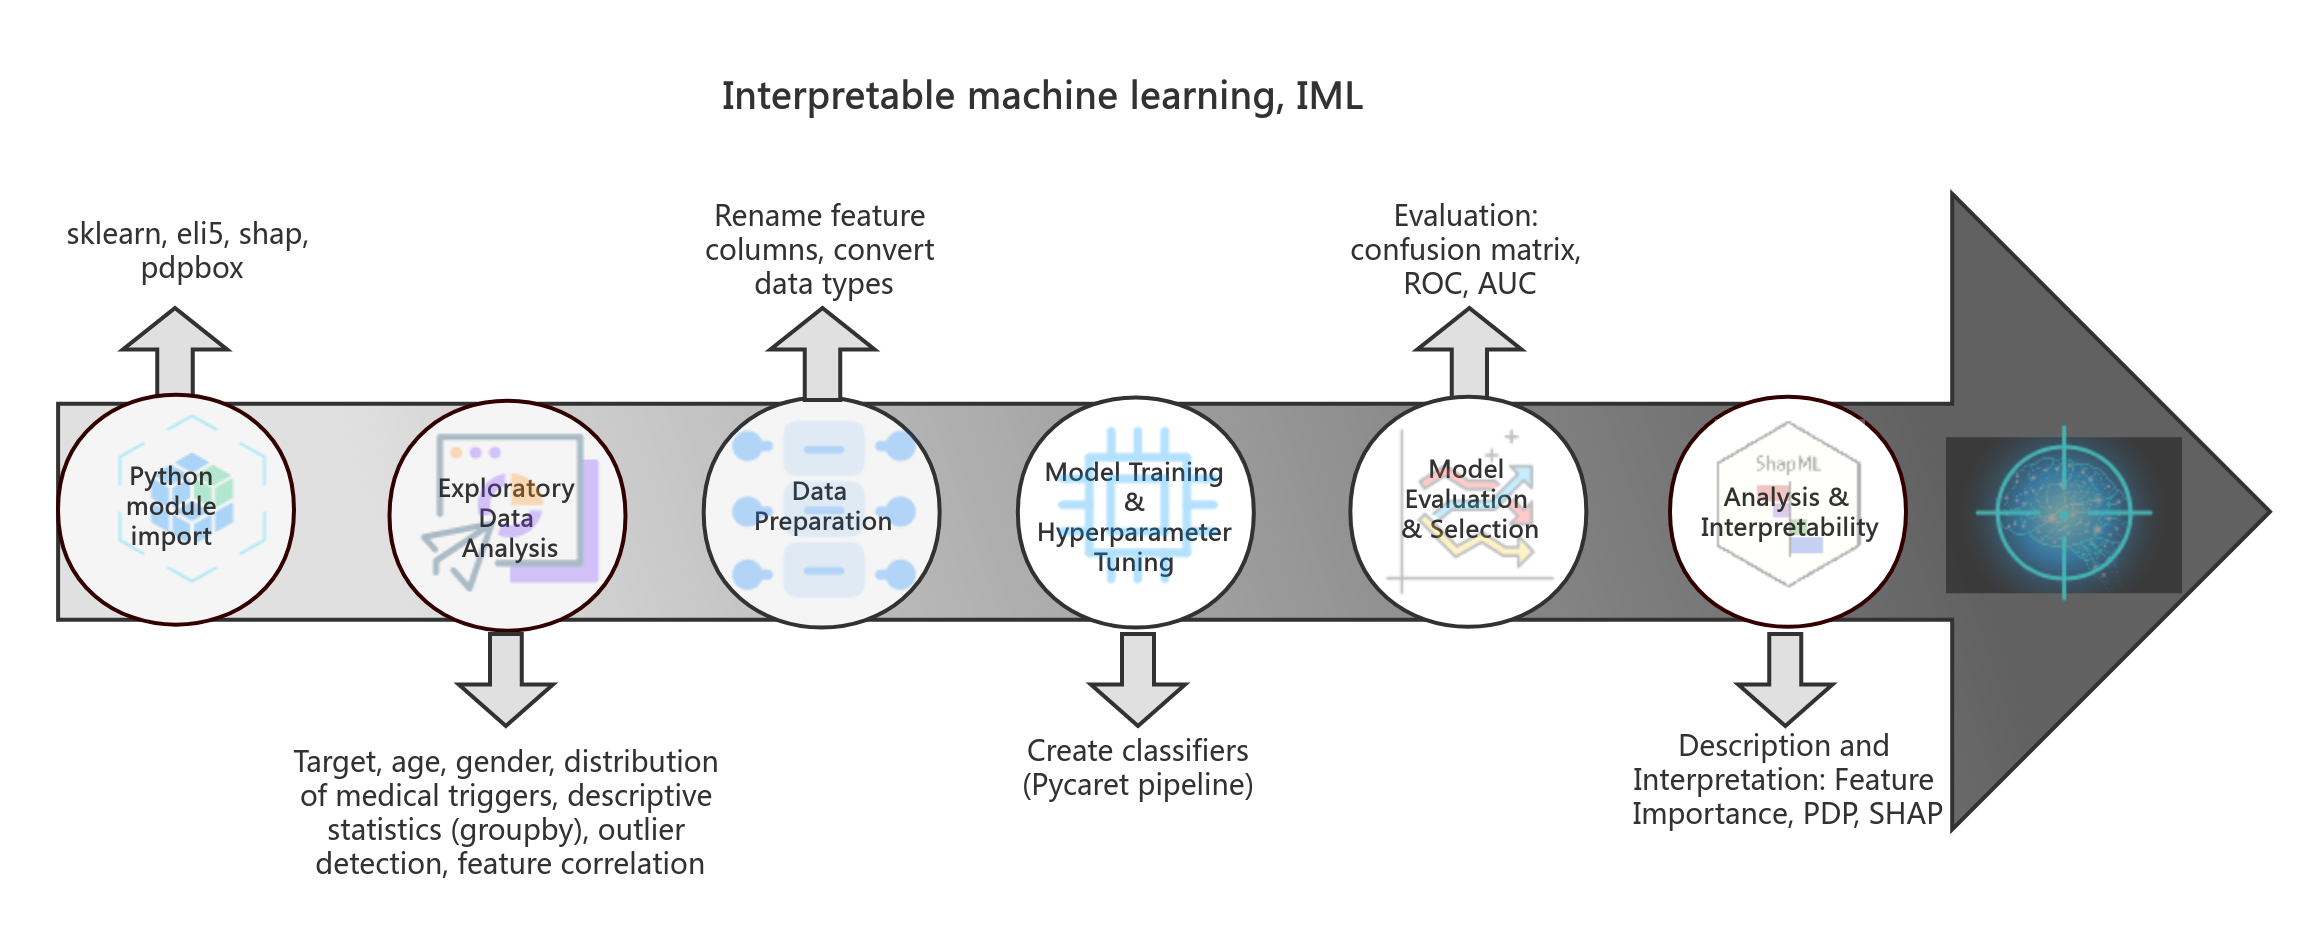 Interpretable machine learning, IML
sklearn, eli5, shap,
pdpbox
Rename feature
columns, convert
data types
Evaluation:
confusion matrix,
ROC, AUC
Python
module
import
Exploratory
Data
Analysis
Data
Preparation
Model Training
&
Hyperparameter
Tuning
Model
Evaluation
& Selection
ShapML
Analysis &
Interpretability
Target, age, gender, distribution
of medical triggers, descriptive
statistics (groupby), outlier
detection, feature correlation
Create classifiers
(Pycaret pipeline)
Description and
Interpretation: Feature
Importance, PDP, SHAP